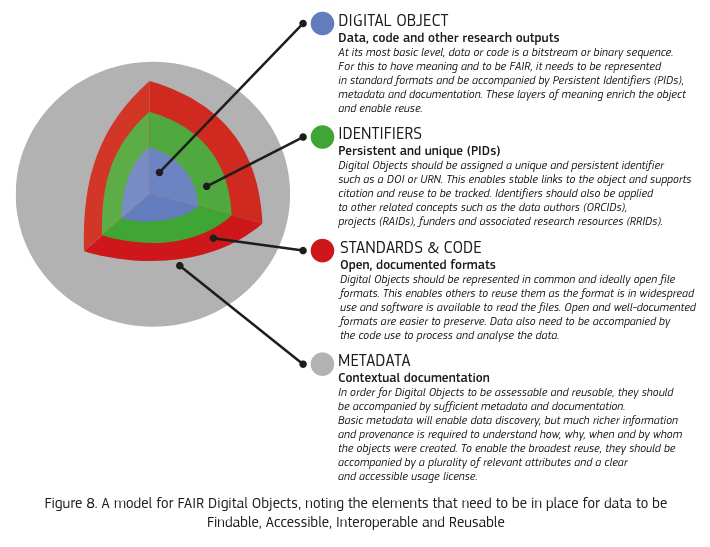 DIGITAL OBJECT
Data, code and other research outputs
At its most basic level, data or code is a bitstream or binary sequence.
For this to have meaning and to be FAIR, it needs to be represented
in standard formats and be accompanied by Persistent Identifiers (PIDs),
metadata and documentation. These layers of meaning enrich the object
and enable reuse.
IDENTIFIERS
Persistent and unique (PIDs)
Digital Objects should be assigned a unique and persistent identifier
such as a DOI or URN. This enables stable links to the object and supports
citation and reuse to be tracked. Identifiers should also be applied
to other related concepts such as the data authors (ORCIDs),
projects (RAIDs), funders and associated research resources (RRIDs).
STANDARDS & CODE
Open, documented formats
Digital Objects should be represented in common and ideally open file
formats. This enables others to reuse them as the format is in widespread
use and software is available to read the files. Open and well-documented
formats are easier to preserve. Data also need to be accompanied by
the code use to process and analyse the data.
METADATA
Contextual documentation
In order for Digital Objects to be assessable and reusable, they should
be accompanied by sufficient metadata and documentation.
Basic metadata will enable data discovery, but much richer information
and provenance is required to understand how, why, when and by whom
the objects were created. To enable the broadest reuse, they should be
accompanied by a plurality of relevant attributes and a clear
and accessible usage license.
Figure 8. A model for FAIR Digital Objects, noting the elements that need to be in place for data to be
Findable, Accessible, Interoperable and Reusable